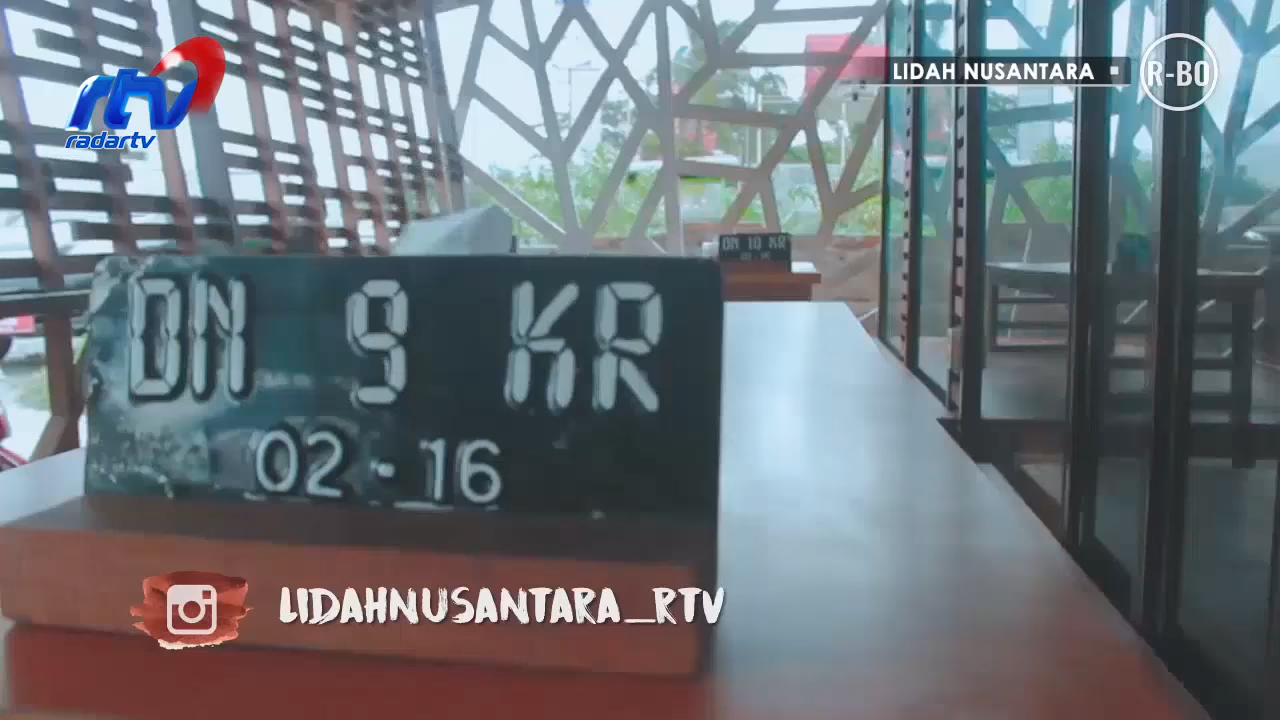 rtv
radartv
LIDAH NUSANTARA
R-BO
DN 10 KR
DN 9 KR
02 - 16
LIDAHNUSANTARA_RTV